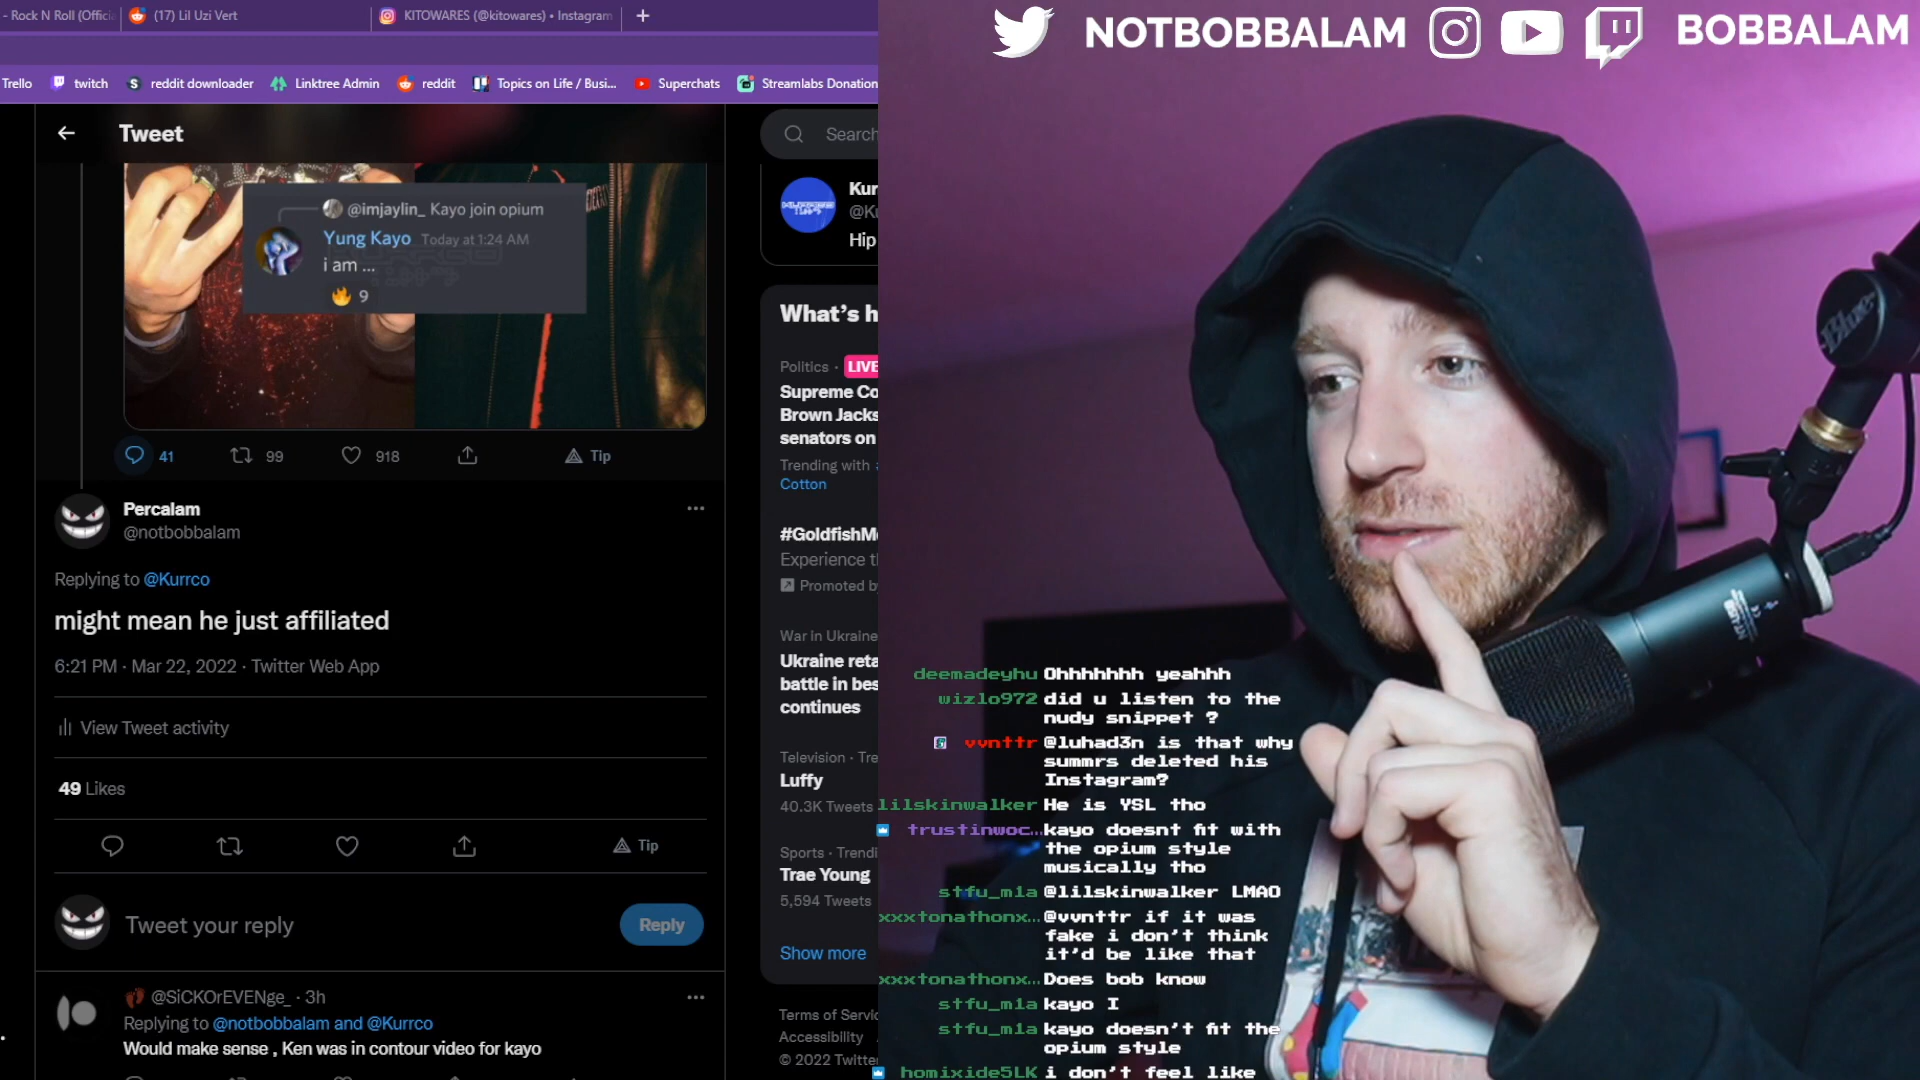 - Rock N Roll (Offici
(17) Lil Uzi Vert
KITOWARES (@kitowares) • Instagram
Trello
twitch
reddit downloader
Linktree Admin
reddit
Topics on Life / Busi...
Superchats
Streamlabs Donation
NOTBOBBALAM
BOBBALAM
Tweet
@imjaylin_ Kayo join opium
Yung Kayo Today at 1:24 AM
i am ...
9
41
99
918
Tip
Percalam
@notbobbalam
Replying to @Kurrco
might mean he just affiliated
6:21 PM · Mar 22, 2022 · Twitter Web App
View Tweet activity
49 Likes
Tip
Tweet your reply
Reply
@SiCKOrEVENge_ · 3h
Replying to @notbobbalam and @Kurrco
Would make sense , Ken was in contour video for kayo
Search
Kur
@Ku
Hip
What's h
Politics · LIVE
Supreme Co
Brown Jacks
senators on
Trending with
Cotton
#GoldfishM
Experience t
Promoted b
War in Ukraine
Ukraine reta
battle in bes
continues
Television · Tre
Luffy
40.3K Tweets
Sports · Trendi
Trae Young
5,594 Tweets
Show more
Terms of Servic
Accessibility
© 2022 Twitte
Blue
deemadeyhu Ohhhhhhh yeahhh
wizlo972 did u listen to the
nudy snippet ?
vvnttr @luhad3n is that why
summrs deleted his
Instagram?
lilskinwalker He is YSL tho
trustinwoc... kayo doesnt fit with
the opium style
musically tho
stfu_m1a @lilskinwalker LMAO
xxxtonathonx... @vvnttr if it was
fake i don't think
it'd be like that
xxxtonathonx... Does bob know
stfu_m1a kayo I
stfu_m1a kayo doesn't fit the
opium style
homixide5LK i don't feel like